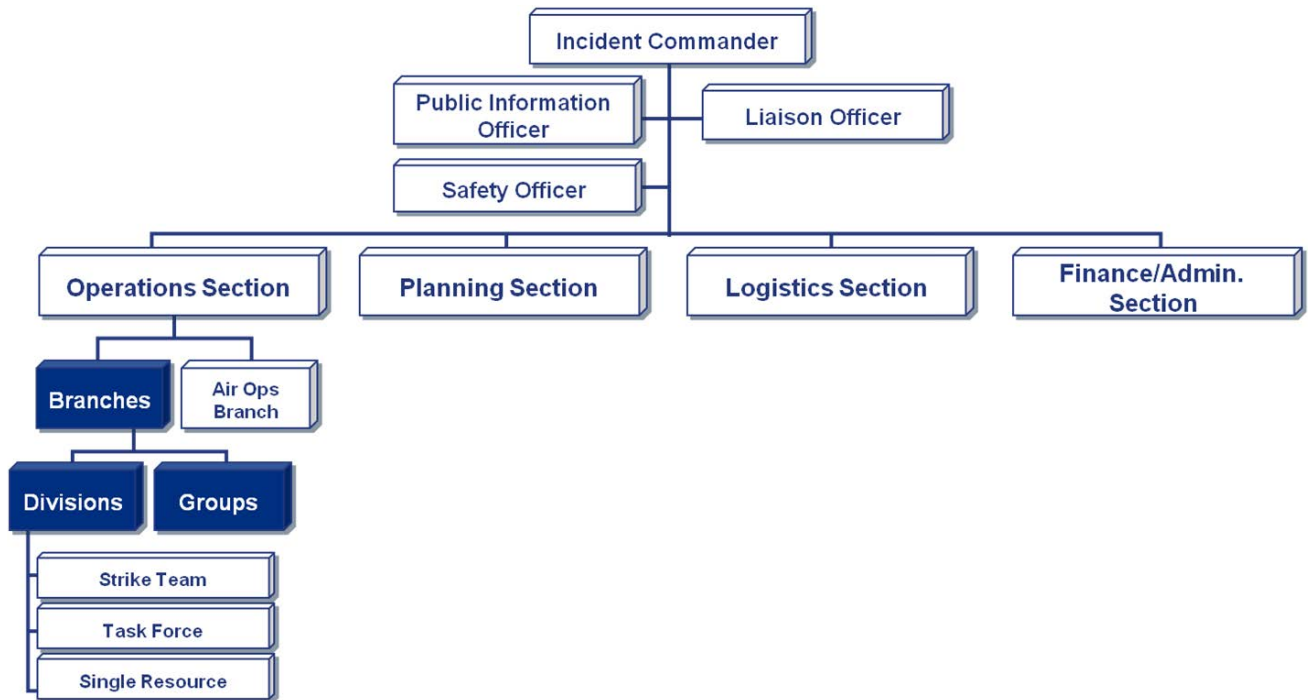 Incident Commander
Public Information
Officer
Liaison Officer
Safety Officer
Operations Section
Planning Section
Logistics Section
Finance/Admin.
Section
Branches
Air Ops
Branch
Divisions
Groups
Strike Team
Task Force
Single Resource